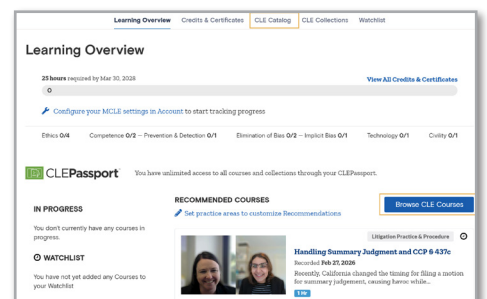 Learning Overview Credits & Certificates CLE Catalog CLE Collections Watchlist
Learning Overview
25 hours required by Mar 30, 2028 View All Credits & Certificates
0
Configure your MCLE settings in Account to start tracking progress
Ethics 0/4 Competence 0/2 — Prevention & Detection 0/1 Elimination of Bias 0/2 — Implicit Bias 0/1 Technology 0/1 Civility 0/1
CLEPassport You have unlimited access to all courses and collections through your CLEPassport.
IN PROGRESS
You don't currently have any courses in
progress.
WATCHLIST
You have not yet added any Courses to
your Watchlist
RECOMMENDED COURSES
Set practice areas to customize Recommendations
Browse CLE Courses
Litigation Practice & Procedure
Handling Summary Judgment and CCP § 437c
Recorded Feb 27, 2026
Recently, California changed the timing for filing a motion
for summary judgement, causing havoc while...
1 Hr